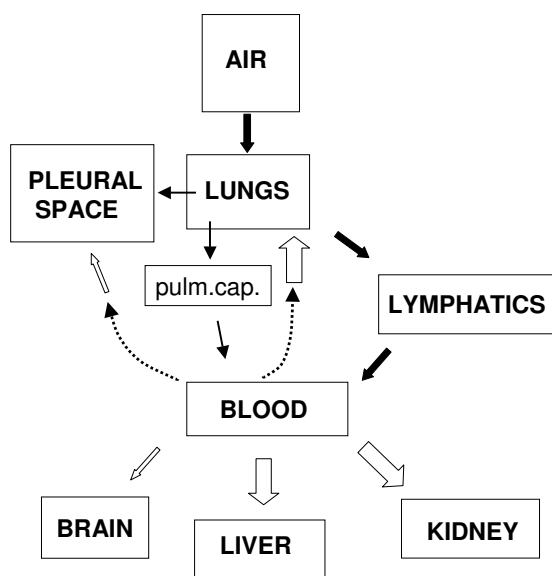 AIR
PLEURAL
SPACE
LUNGS
pulm.cap.
LYMPHATICS
BLOOD
BRAIN
LIVER
KIDNEY